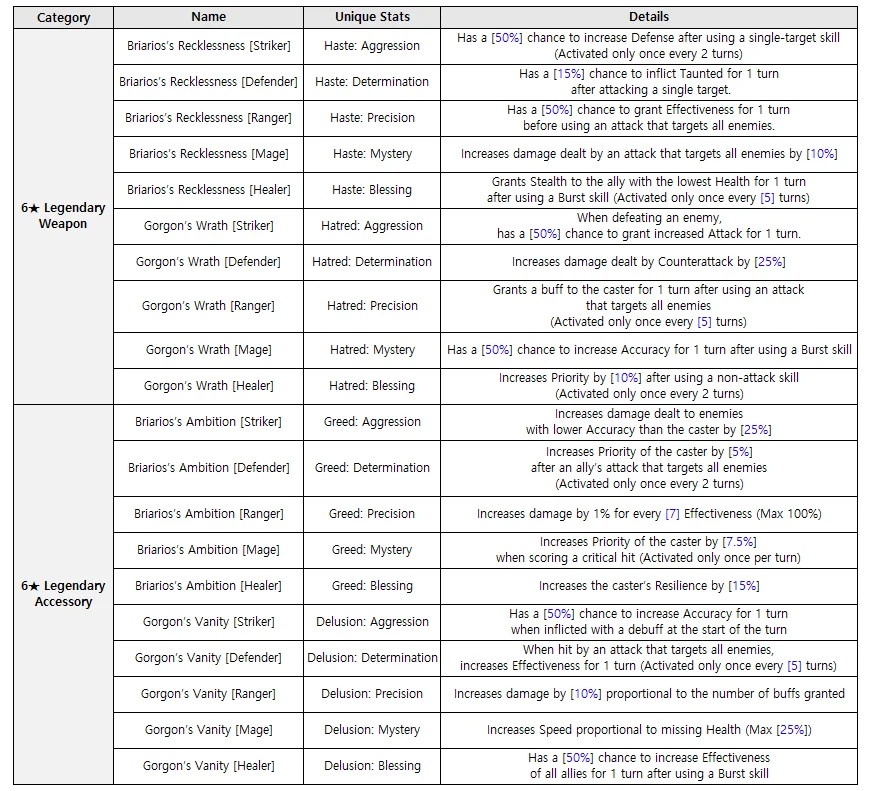 Category Name Unique Stats Details
6★ Legendary
Weapon
Briarios's Recklessness [Striker] Haste: Aggression Has a [50%] chance to increase Defense after using a single-target skill
(Activated only once every 2 turns)
Briarios's Recklessness [Defender] Haste: Determination Has a [15%] chance to inflict Taunted for 1 turn
after attacking a single target.
Briarios's Recklessness [Ranger] Haste: Precision Has a [50%] chance to grant Effectiveness for 1 turn
before using an attack that targets all enemies.
Briarios's Recklessness [Mage] Haste: Mystery Increases damage dealt by an attack that targets all enemies by [10%]
Briarios's Recklessness [Healer] Haste: Blessing Grants Stealth to the ally with the lowest Health for 1 turn
after using a Burst skill (Activated only once every [5] turns)
Gorgon's Wrath [Striker] Hatred: Aggression When defeating an enemy,
has a [50%] chance to grant increased Attack for 1 turn.
Gorgon's Wrath [Defender] Hatred: Determination Increases damage dealt by Counterattack by [25%]
Gorgon's Wrath [Ranger] Hatred: Precision Grants a buff to the caster for 1 turn after using an attack
that targets all enemies
(Activated only once every [5] turns)
Gorgon's Wrath [Mage] Hatred: Mystery Has a [50%] chance to increase Accuracy for 1 turn after using a Burst skill
Gorgon's Wrath [Healer] Hatred: Blessing Increases Priority by [10%] after using a non-attack skill
(Activated only once every 2 turns)
6★ Legendary
Accessory
Briarios's Ambition [Striker] Greed: Aggression Increases damage dealt to enemies
with lower Accuracy than the caster by [25%]
Briarios's Ambition [Defender] Greed: Determination Increases Priority of the caster by [5%]
after an ally's attack that targets all enemies
(Activated only once every 2 turns)
Briarios's Ambition [Ranger] Greed: Precision Increases damage by 1% for every [7] Effectiveness (Max 100%)
Briarios's Ambition [Mage] Greed: Mystery Increases Priority of the caster by [7.5%]
when scoring a critical hit (Activated only once per turn)
Briarios's Ambition [Healer] Greed: Blessing Increases the caster's Resilience by [15%]
Gorgon's Vanity [Striker] Delusion: Aggression Has a [50%] chance to increase Accuracy for 1 turn
when inflicted with a debuff at the start of the turn
Gorgon's Vanity [Defender] Delusion: Determination When hit by an attack that targets all enemies,
increases Effectiveness for 1 turn (Activated only once every [5] turns)
Gorgon's Vanity [Ranger] Delusion: Precision Increases damage by [10%] proportional to the number of buffs granted
Gorgon's Vanity [Mage] Delusion: Mystery Increases Speed proportional to missing Health (Max [25%])
Gorgon's Vanity [Healer] Delusion: Blessing Has a [50%] chance to increase Effectiveness
of all allies for 1 turn after using a Burst skill